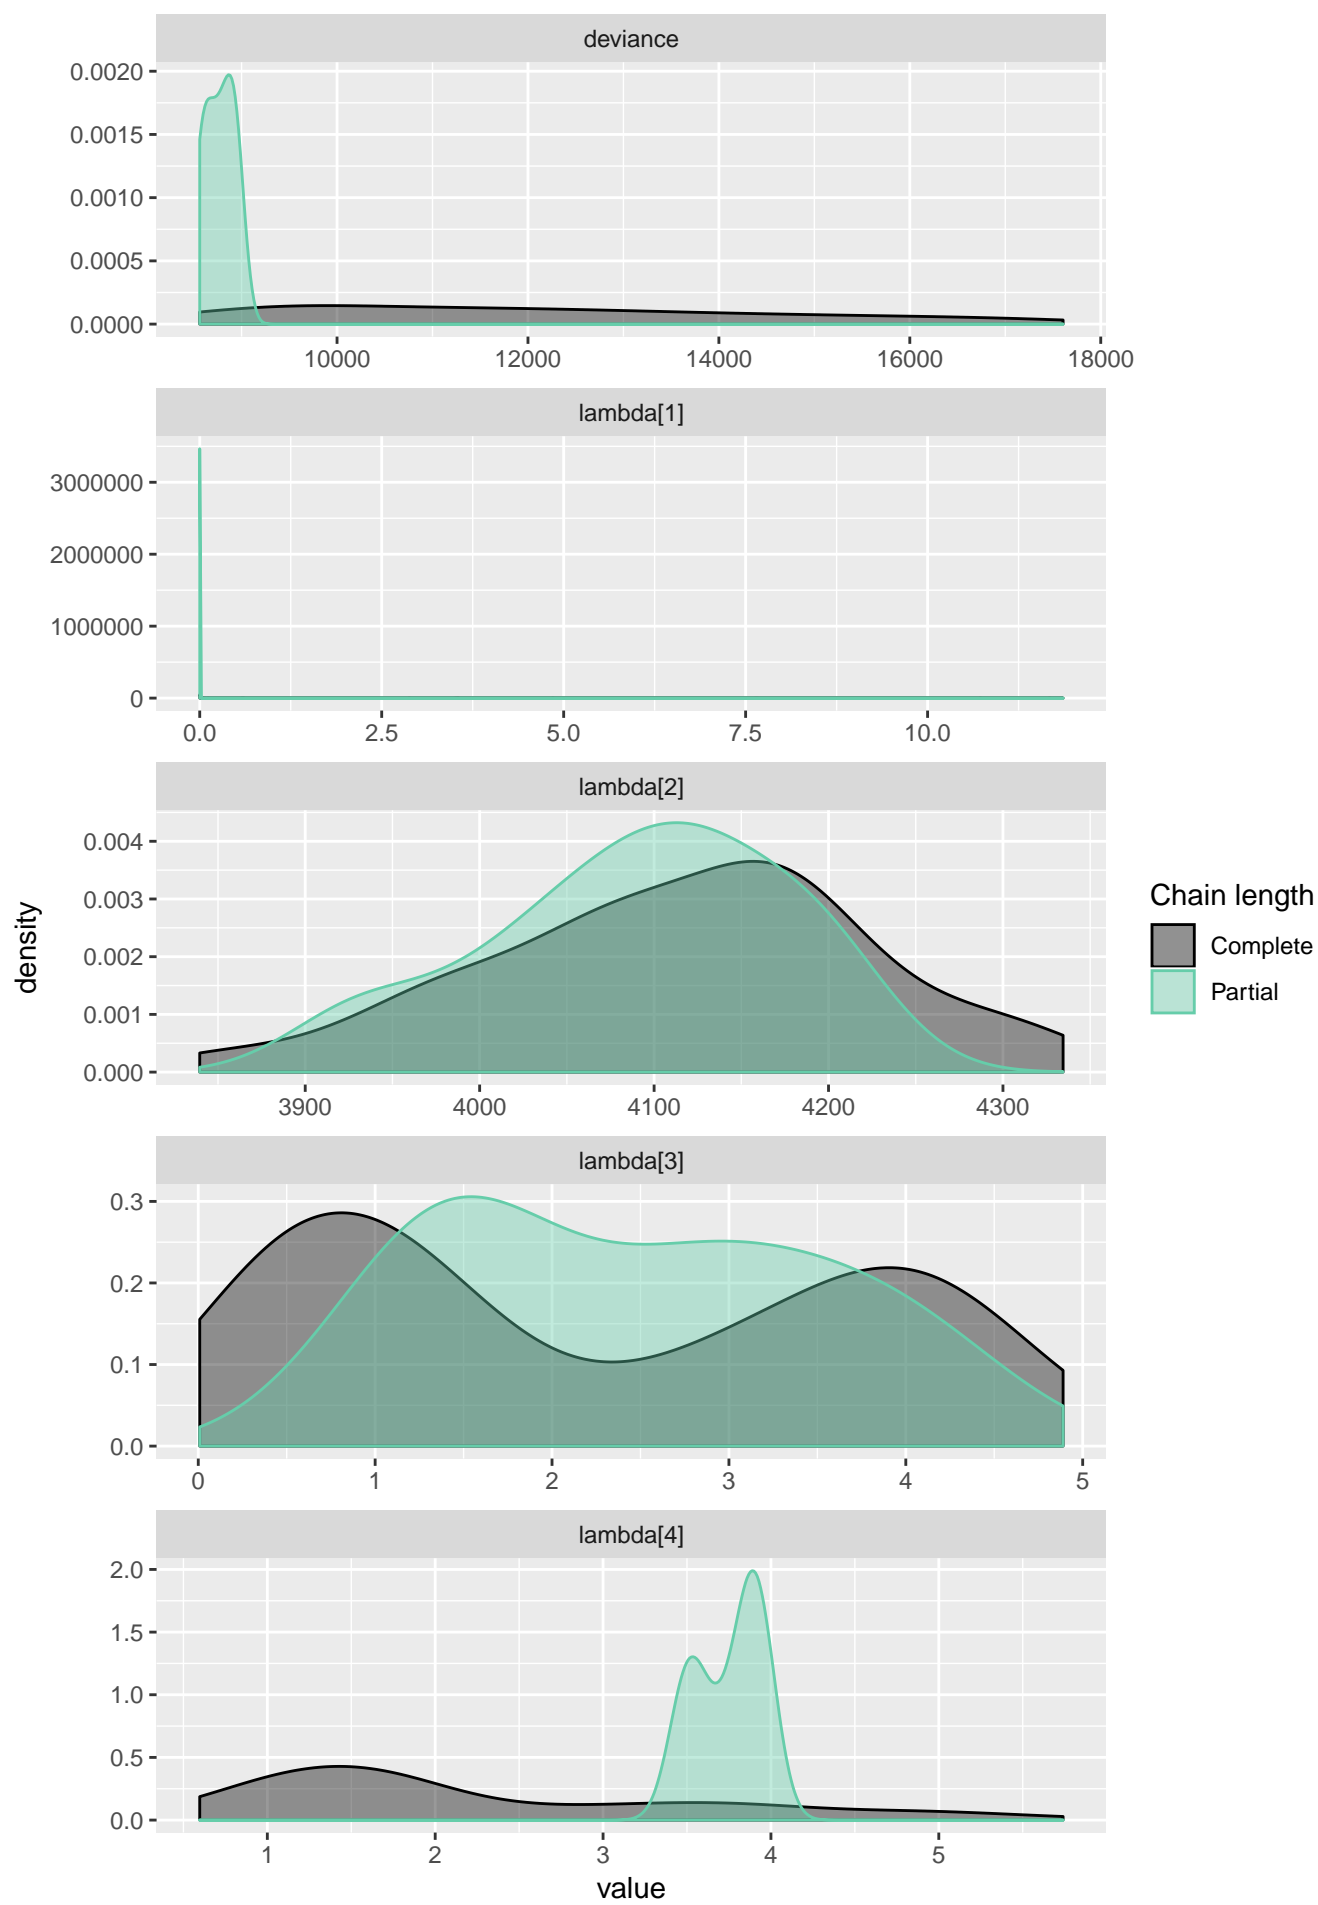 deviance
0.0020
0.0015
0.0010
0.0005
0.0000
10000 12000 14000 16000 18000
lambda[1]
3000000
2000000
1000000
0
0.0 2.5 5.0 7.5 10.0
lambda[2]
0.004
0.003
0.002
0.001
0.000
3900 4000 4100 4200 4300
lambda[3]
0.3
0.2
0.1
0.0
0 1 2 3 4 5
lambda[4]
2.0
1.5
1.0
0.5
0.0
1 2 3 4 5
value
density
Chain length
Complete
Partial